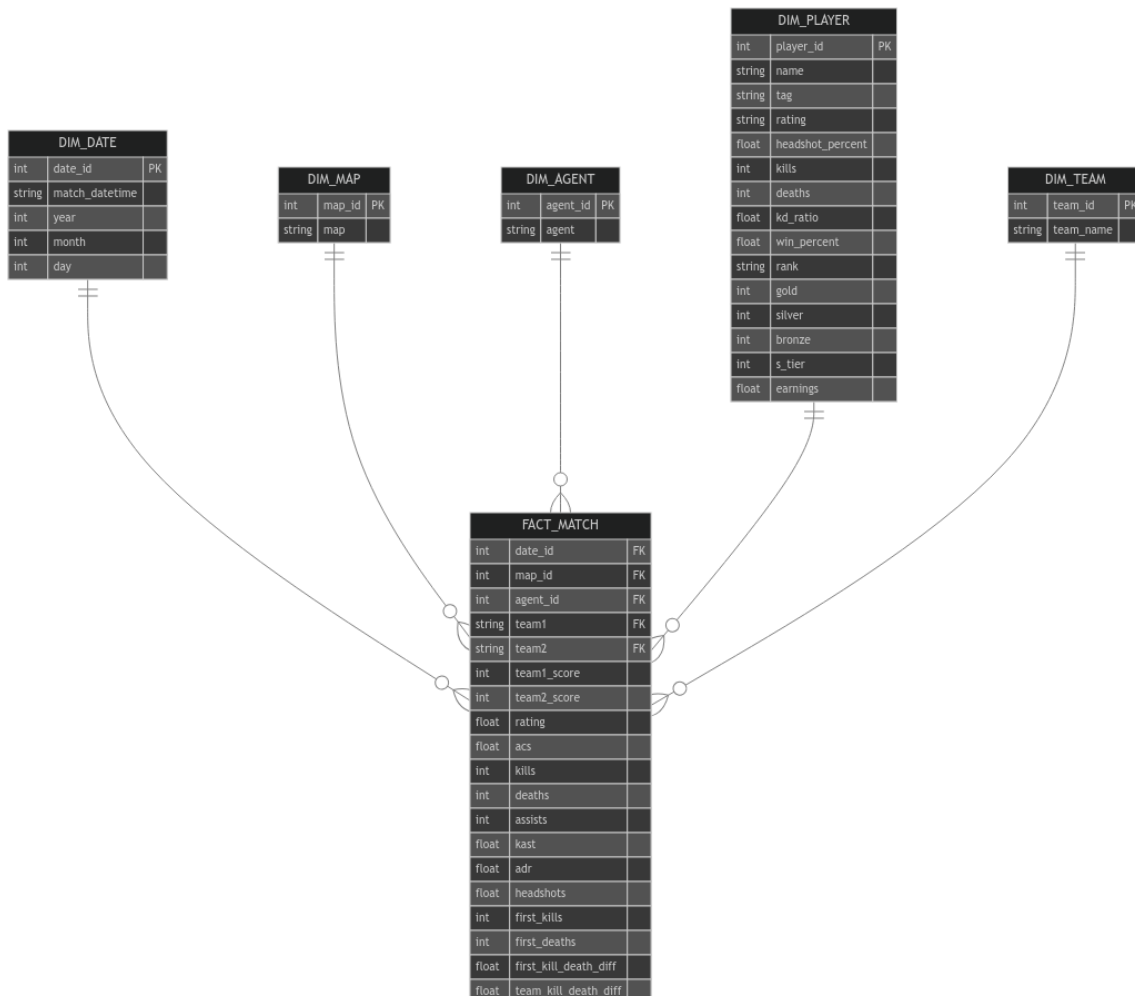 DIM_PLAYER
int player_id PK
string name
string tag
string rating
float headshot_percent
int kills
int deaths
float kd_ratio
float win_percent
string rank
int gold
int silver
int bronze
int s_tier
float earnings
DIM_DATE
int date_id PK
string match_datetime
int year
int month
int day
DIM_MAP
int map_id PK
string map
DIM_AGENT
int agent_id PK
string agent
DIM_TEAM
int team_id PK
string team_name
FACT_MATCH
int date_id FK
int map_id FK
int agent_id FK
string team1 FK
string team2 FK
int team1_score
int team2_score
float rating
float acs
int kills
int deaths
int assists
float kast
float adr
float headshots
int first_kills
int first_deaths
float first_kill_death_diff
float team_kill_death_diff